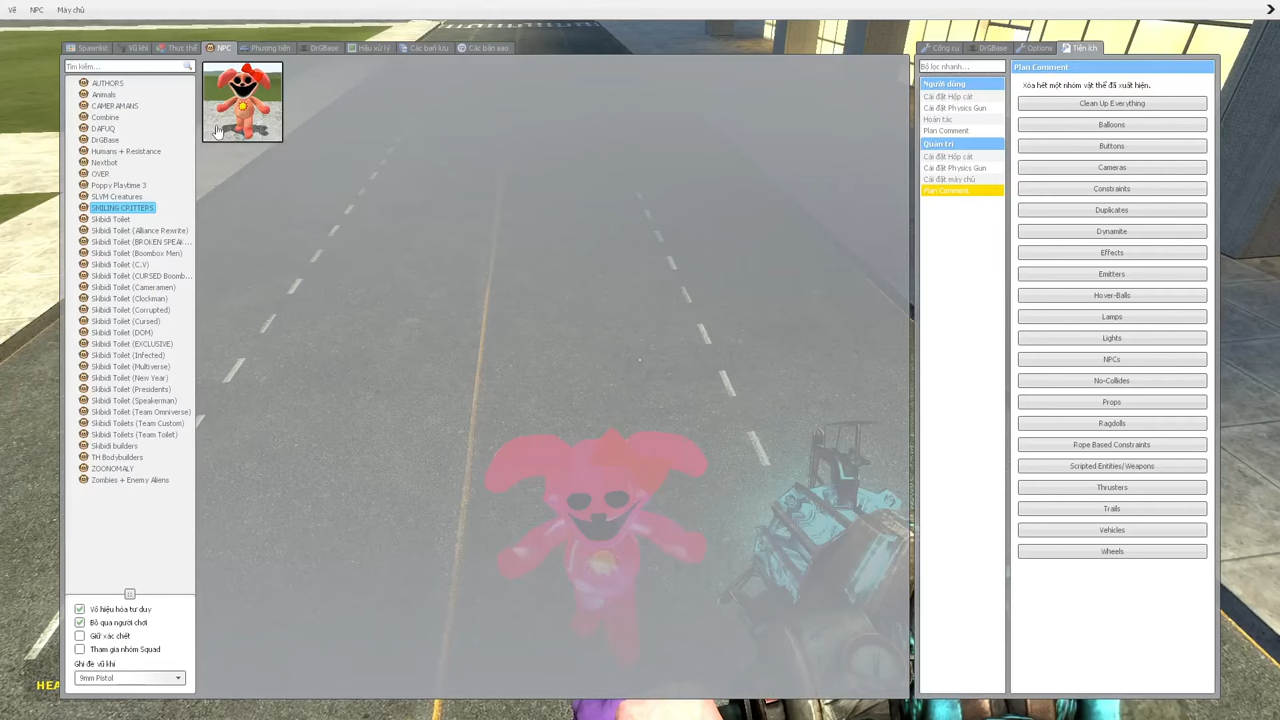 Vẽ
NPC
Máy chủ
Spawnlist
Vũ khí
Thực thể
NPC
Phương tiện
DrGBase
Hậu xử lý
Các bản lưu
Các bản sao
Công cụ
DrGBase
Options
Tiện ích
Tìm kiếm...
AUTHORS
Animals
CAMERAMANS
Combine
DAFUQ
DrGBase
Humans + Resistance
Nextbot
OVER
Poppy Playtime 3
SLVM Creatures
SMILING CRITTERS
Skibidi Toilet
Skibidi Toilet (Alliance Rewrite)
Skibidi Toilet (BROKEN SPEAK...
Skibidi Toilet (Boombox Men)
Skibidi Toilet (C.V)
Skibidi Toilet (CURSED Boomb...
Skibidi Toilet (Cameramen)
Skibidi Toilet (Clockman)
Skibidi Toilet (Corrupted)
Skibidi Toilet (Cursed)
Skibidi Toilet (DOM)
Skibidi Toilet (EXCLUSIVE)
Skibidi Toilet (Infected)
Skibidi Toilet (Multiverse)
Skibidi Toilet (New Year)
Skibidi Toilet (Presidents)
Skibidi Toilet (Speakerman)
Skibidi Toilet (Team Omniverse)
Skibidi Toilets (Team Custom)
Skibidi Toilets (Team Toilet)
Skibidi builders
TH Bodybuilders
ZOONOMALY
Zombies + Enemy Aliens
Vô hiệu hóa tư duy
Bỏ qua người chơi
Giữ xác chết
Tham gia nhóm Squad
Ghi đè vũ khí
9mm Pistol
Bộ lọc nhanh...
Người dùng
Cài đặt Hộp cát
Cài đặt Physics Gun
Hoàn tác
Plan Comment
Quản trị
Cài đặt Hộp cát
Cài đặt Physics Gun
Cài đặt máy chủ
Plan Comment
Plan Comment
Xóa hết một nhóm vật thể đã xuất hiện.
Clean Up Everything
Balloons
Buttons
Cameras
Constraints
Duplicates
Dynamite
Effects
Emitters
Hover-Balls
Lamps
Lights
NPCs
No-Collides
Props
Ragdolls
Rope Based Constraints
Scripted Entities/Weapons
Thrusters
Trails
Vehicles
Wheels
HEA